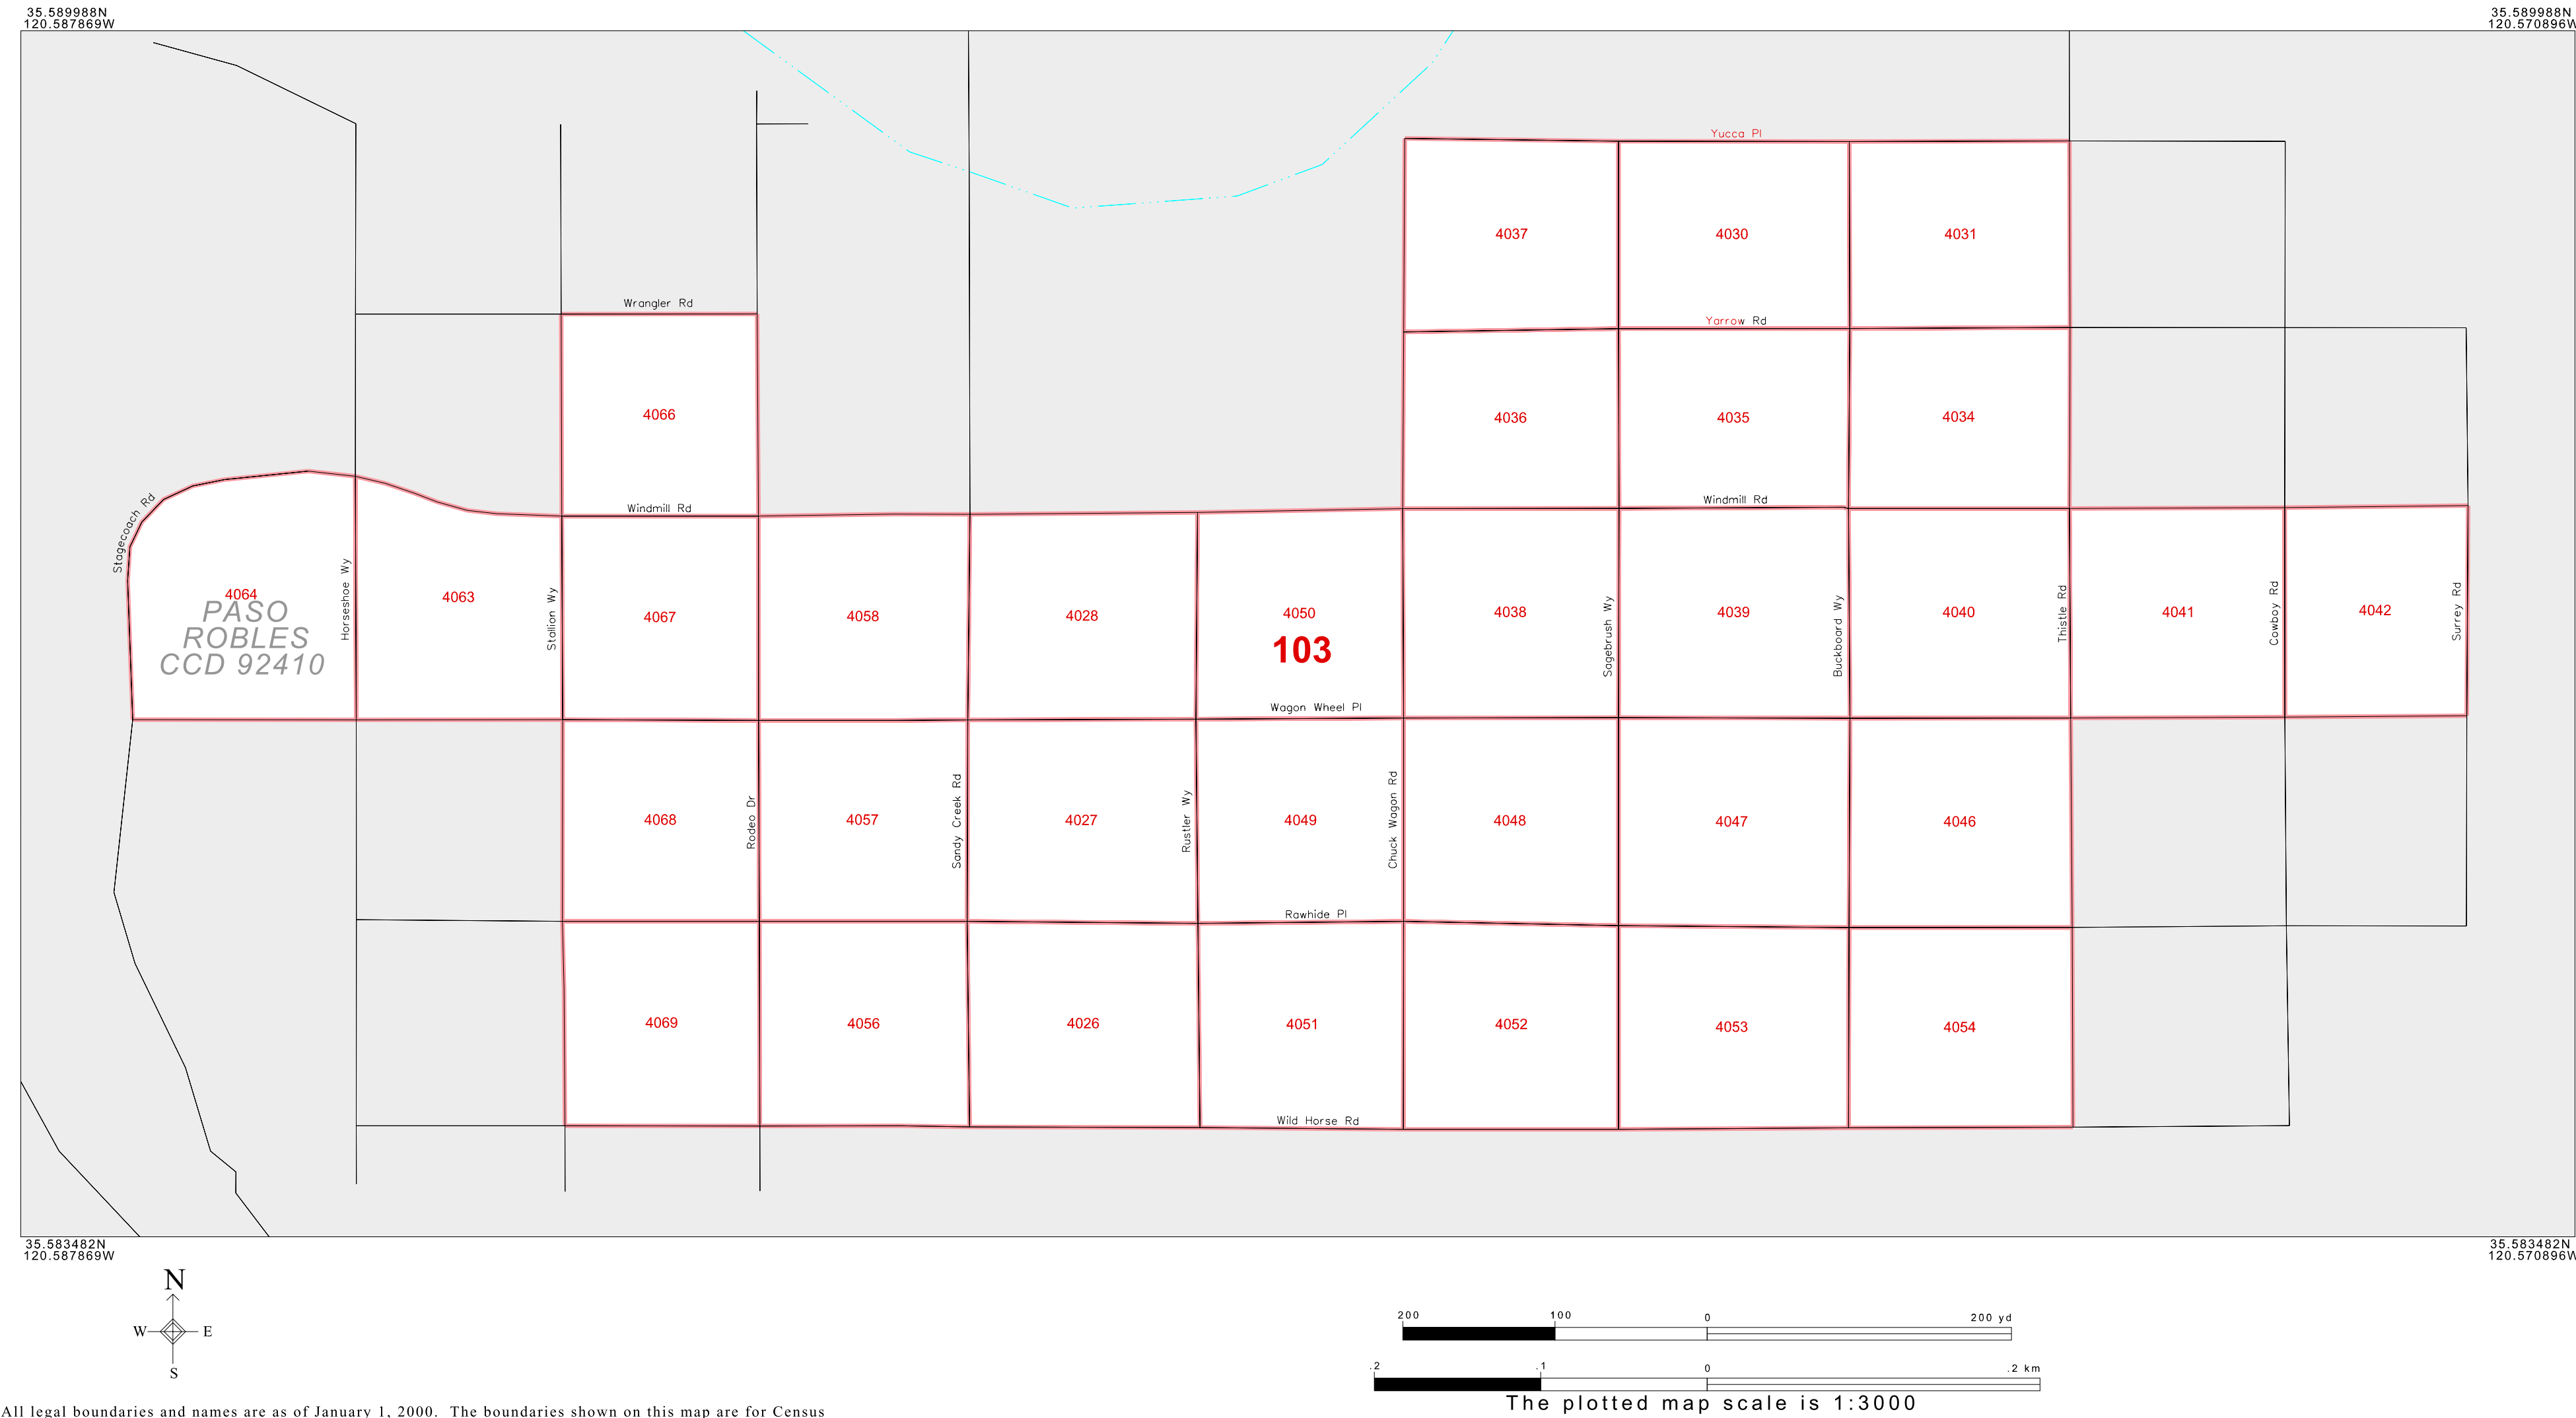 35.589988N
120.587869W
35.589988N
120.570896W
Yucca Pl
4037
4030
4031
Wrangler Rd
Yarrow Rd
4066
4036
4035
4034
Stagecoach Rd
Windmill Rd
Windmill Rd
4064
PASO
ROBLES
CCD 92410
Horseshoe Wy
4063
Stallion Wy
4067
4058
4028
4050
103
4038
Sagebrush Wy
4039
Buckboard Wy
4040
Thistle Rd
4041
Cowboy Rd
4042
Surrey Rd
Wagon Wheel Pl
4068
Rodeo Dr
4057
Sandy Creek Rd
4027
Rustler Wy
4049
Chuck Wagon Rd
4048
4047
4046
Rawhide Pl
4069
4056
4026
4051
4052
4053
4054
Wild Horse Rd
35.583482N
120.587869W
35.583482N
120.570896W
N
W E
S
200 100 0 200 yd
.2 .1 0 .2 km
The plotted map scale is 1:3000
All legal boundaries and names are as of January 1, 2000. The boundaries shown on this map are for Census